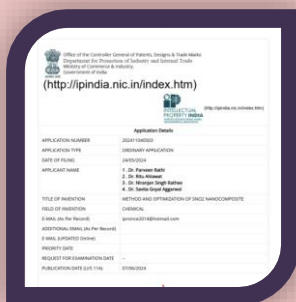 Office of the Controller General of Patents, Designs & Trade Marks
Department for Promotion of Industry and Internal Trade
Ministry of Commerce & Industry,
Government of India
(http://ipindia.nic.in/index.htm)
INTELLECTUAL
PROPERTY INDIA
(http://ipindia.nic.in/index.htm)
Application Details
APPLICATION NUMBER
APPLICATION TYPE ORDINARY APPLICATION
DATE OF FILING 24/05/2024
APPLICANT NAME 1 . Dr. Parveen Rathi
2 . Dr. Ritu Ahlawat
3 . Dr. Niranjan Singh Rathee
4 . Dr. Savita Goyal Aggarwal
TITLE OF INVENTION METHOD AND OPTIMIZATION OF SNO2 NANOCOMPOSITE
FIELD OF INVENTION CHEMICAL
E-MAIL (As Per Record)
ADDITIONAL-EMAIL (As Per Record)
E-MAIL (UPDATED Online)
PRIORITY DATE
REQUEST FOR EXAMINATION DATE --
PUBLICATION DATE (U/S 11A) 07/06/2024